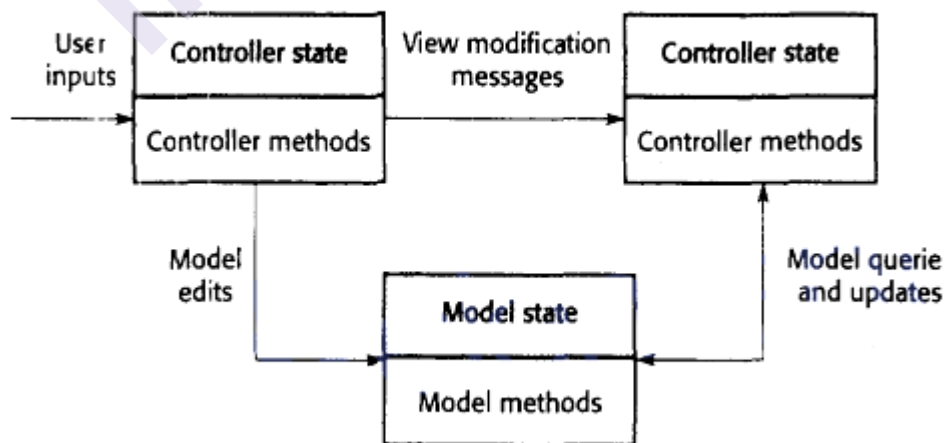 User
inputs
Controller state
Controller methods
View modification
messages
Controller state
Controller methods
Model
edits
Model state
Model methods
Model querie
and updates